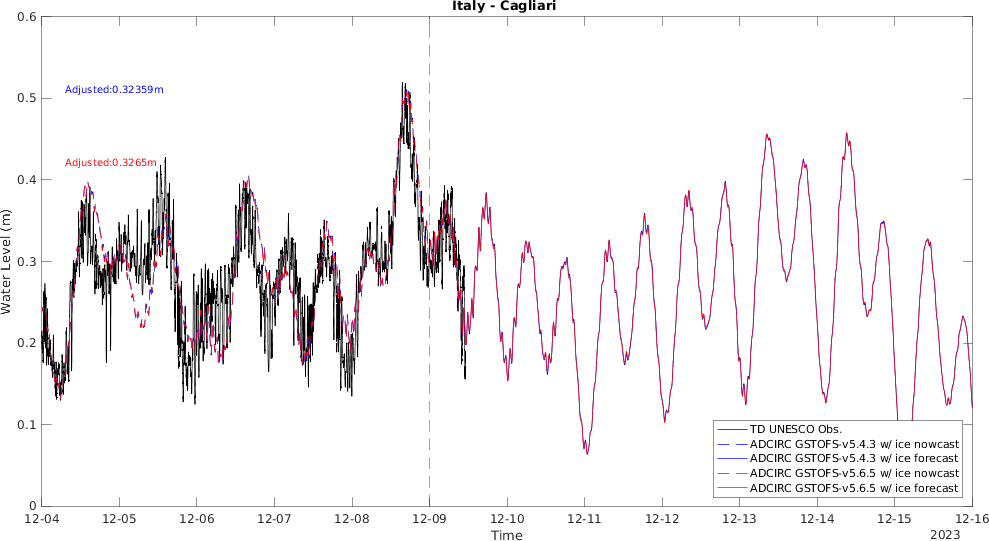 Italy - Cagliari
0.6
0.5
0.4
0.3
0.2
0.1
0
Water Level (m)
Adjusted:0.32359m
Adjusted:0.3265m
TD UNESCO Obs.
ADCIRC GSTOFS-v5.4.3 w/ ice nowcast
ADCIRC GSTOFS-v5.4.3 w/ ice forecast
ADCIRC GSTOFS-v5.6.5 w/ ice nowcast
ADCIRC GSTOFS-v5.6.5 w/ ice forecast
12-04 12-05 12-06 12-07 12-08 12-09 12-10 12-11 12-12 12-13 12-14 12-15 12-16
Time
2023